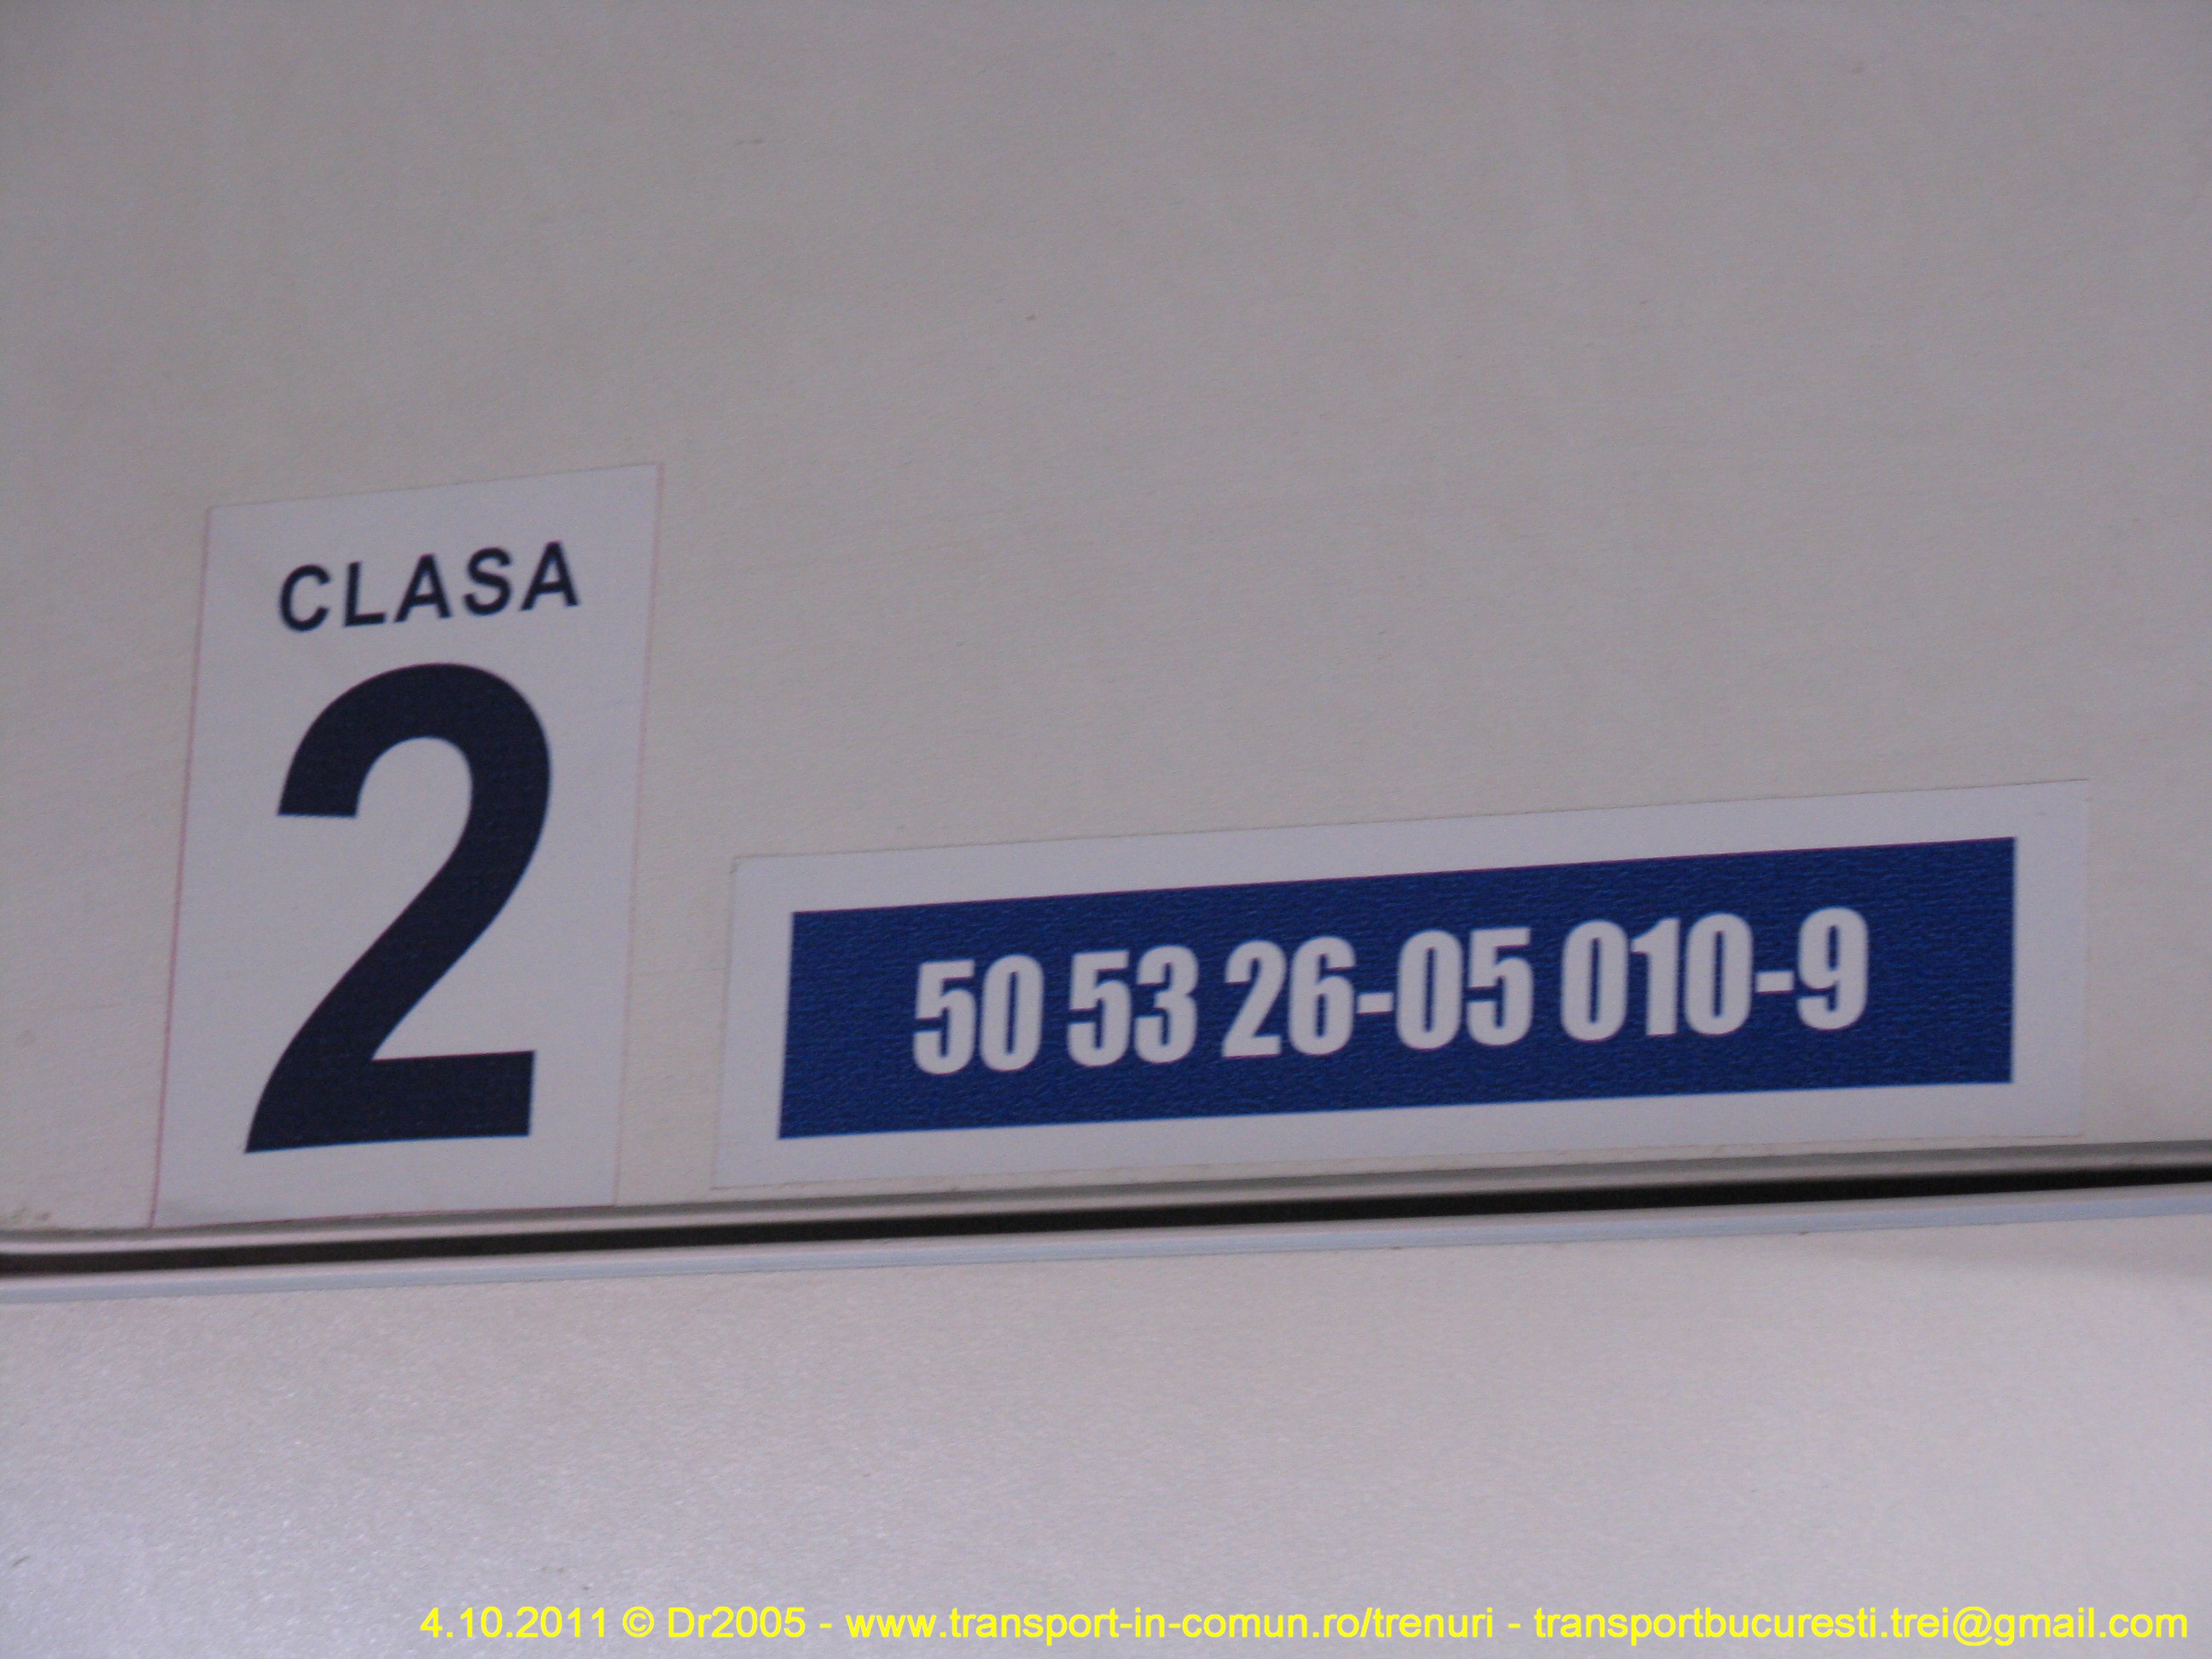 CLASA
2
50 53 26-05 010-9
4.10.2011 © Dr2005 - www.transport-in-comun.ro/trenuri - transportbucuresti.trei@gmail.com